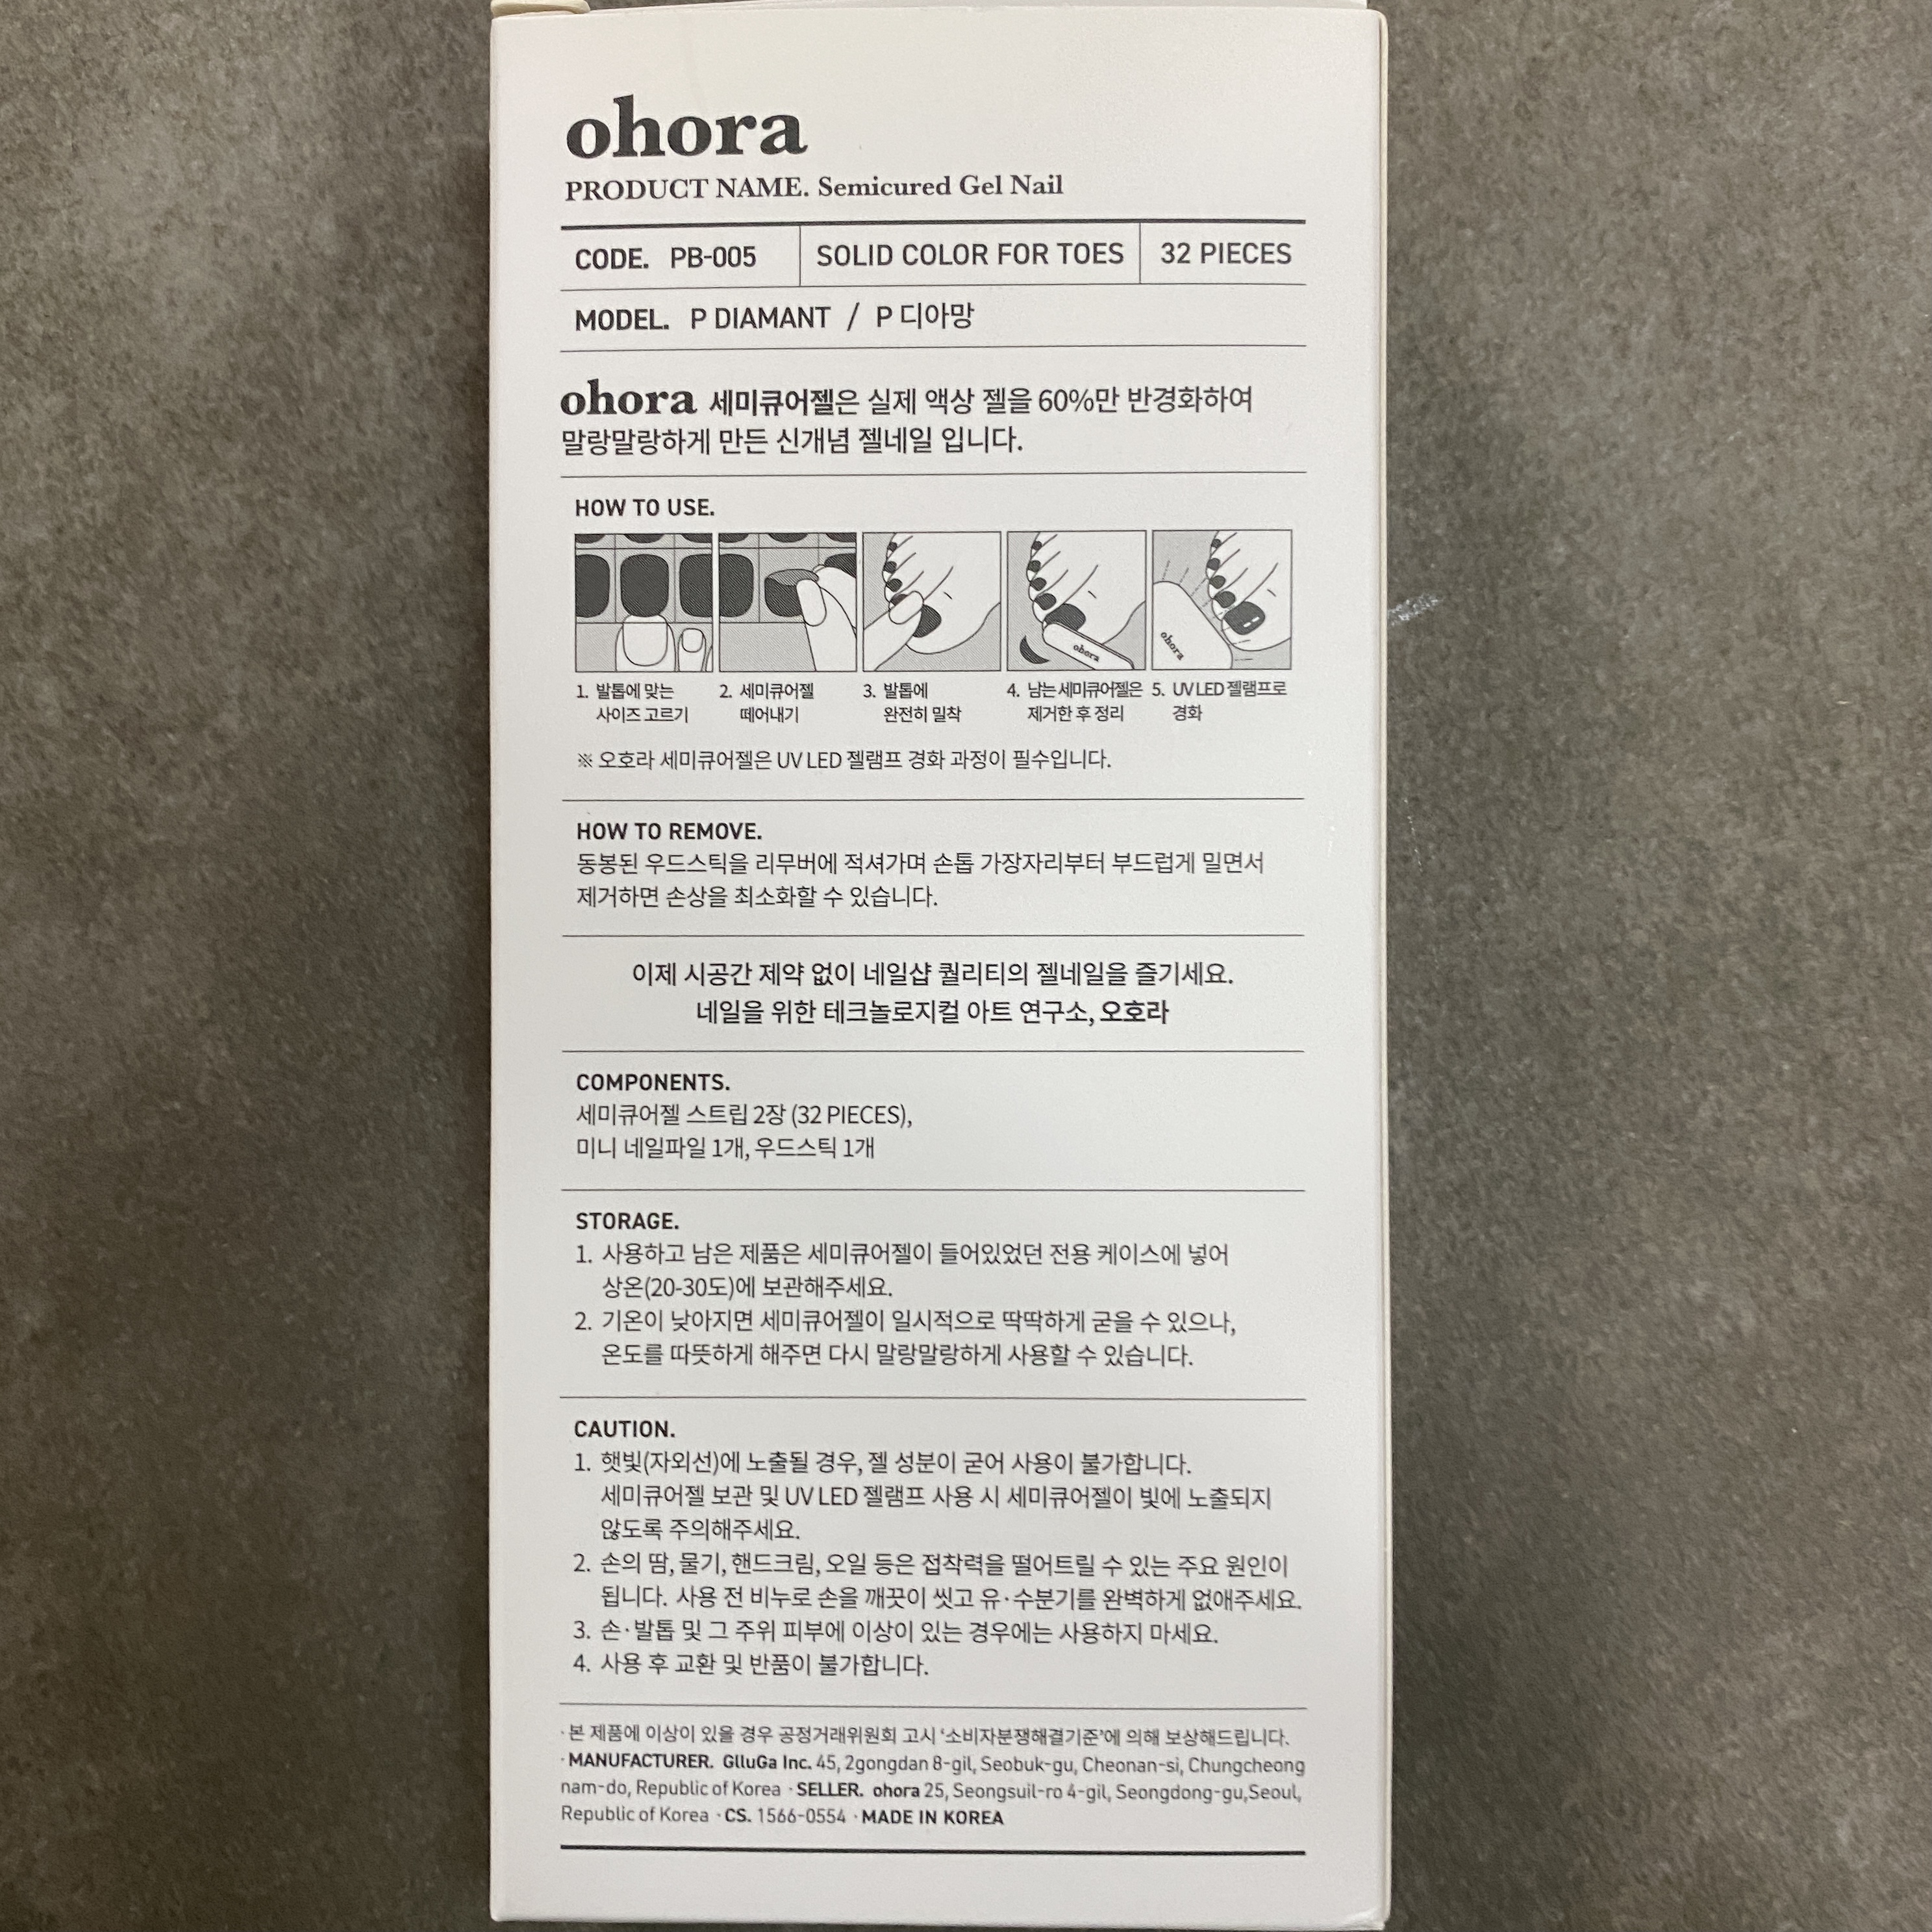 ohora
PRODUCT NAME. Semicured Gel Nail
CODE. PB-005 SOLID COLOR FOR TOES 32 PIECES
MODEL. P DIAMANT / P 디아망
ohora 세미큐어젤은 실제 액상 젤을 60%만 반경화하여
말랑말랑하게 만든 신개념 젤네일 입니다.
HOW TO USE.
ohora
ohora
1. 발톱에 맞는
사이즈 고르기
2. 세미큐어젤
떼어내기
3. 발톱에
완전히 밀착
4. 남는 세미큐어젤은
제거한 후 정리
5. UV LED 젤램프로
경화
※ 오호라 세미큐어젤은 UV LED 젤램프 경화 과정이 필수입니다.
HOW TO REMOVE.
동봉된 우드스틱을 리무버에 적셔가며 손톱 가장자리부터 부드럽게 밀면서
제거하면 손상을 최소화할 수 있습니다.
이제 시공간 제약 없이 네일샵 퀄리티의 젤네일을 즐기세요.
네일을 위한 테크놀로지컬 아트 연구소, 오호라
COMPONENTS.
세미큐어젤 스트립 2장 (32 PIECES),
미니 네일파일 1개, 우드스틱 1개
STORAGE.
1. 사용하고 남은 제품은 세미큐어젤이 들어있었던 전용 케이스에 넣어
상온(20-30도)에 보관해주세요.
2. 기온이 낮아지면 세미큐어젤이 일시적으로 딱딱하게 굳을 수 있으나,
온도를 따뜻하게 해주면 다시 말랑말랑하게 사용할 수 있습니다.
CAUTION.
1. 햇빛(자외선)에 노출될 경우, 젤 성분이 굳어 사용이 불가합니다.
세미큐어젤 보관 및 UV LED 젤램프 사용 시 세미큐어젤이 빛에 노출되지
않도록 주의해주세요.
2. 손의 땀, 물기, 핸드크림, 오일 등은 접착력을 떨어트릴 수 있는 주요 원인이
됩니다. 사용 전 비누로 손을 깨끗이 씻고 유·수분기를 완벽하게 없애주세요.
3. 손·발톱 및 그 주위 피부에 이상이 있는 경우에는 사용하지 마세요.
4. 사용 후 교환 및 반품이 불가합니다.
· 본 제품에 이상이 있을 경우 공정거래위원회 고시 ‘소비자분쟁해결기준’에 의해 보상해드립니다.
· MANUFACTURER. GlluGa Inc. 45, 2gongdan 8-gil, Seobuk-gu, Cheonan-si, Chungcheong
nam-do, Republic of Korea · SELLER. ohora 25, Seongsuil-ro 4-gil, Seongdong-gu,Seoul,
Republic of Korea · CS. 1566-0554 · MADE IN KOREA